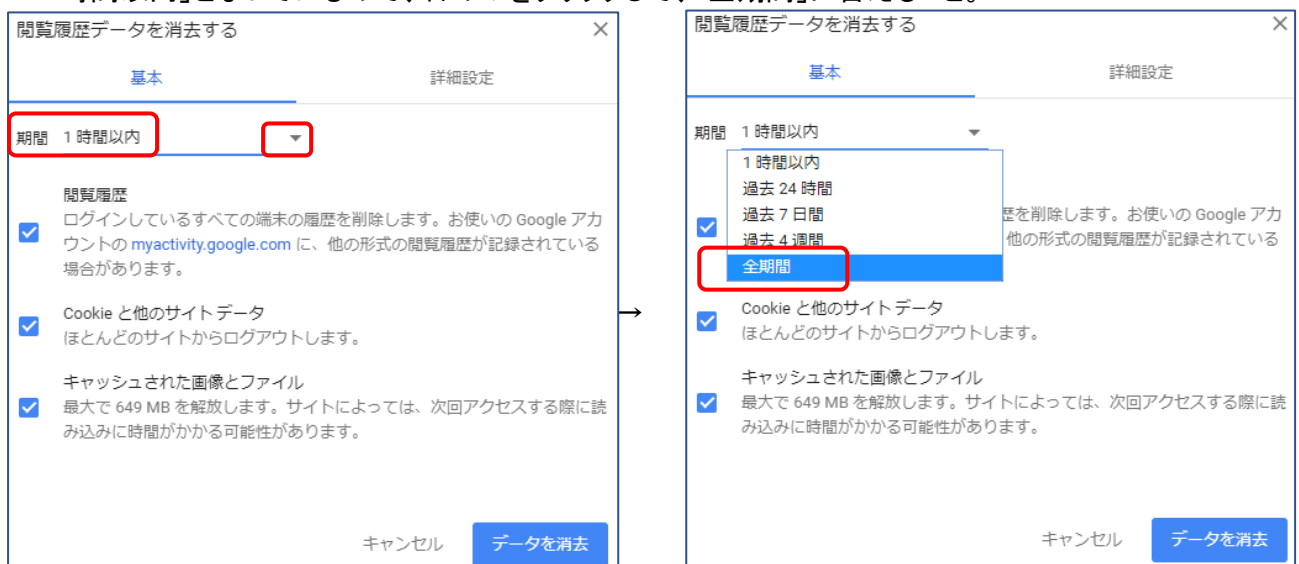 閲覧履歴データを消去する ×
基本 詳細設定
期間 1 時間以内
閲覧履歴
ログインしているすべての端末の履歴を削除します。お使いの Google アカ
ウントの myactivity.google.com に、他の形式の閲覧履歴が記録されている
場合があります。
Cookie と他のサイトデータ
ほとんどのサイトからログアウトします。
キャッシュされた画像とファイル
最大で 649 MB を解放します。サイトによっては、次回アクセスする際に読
み込みに時間がかかる可能性があります。
キャンセル データを消去
→
閲覧履歴データを消去する ×
基本 詳細設定
期間 1 時間以内
1 時間以内
過去 24 時間
過去 7 日間
過去 4 週間
全期間
歴を削除します。お使いの Google アカ
他の形式の閲覧履歴が記録されている
Cookie と他のサイトデータ
ほとんどのサイトからログアウトします。
キャッシュされた画像とファイル
最大で 649 MB を解放します。サイトによっては、次回アクセスする際に読
み込みに時間がかかる可能性があります。
キャンセル データを消去